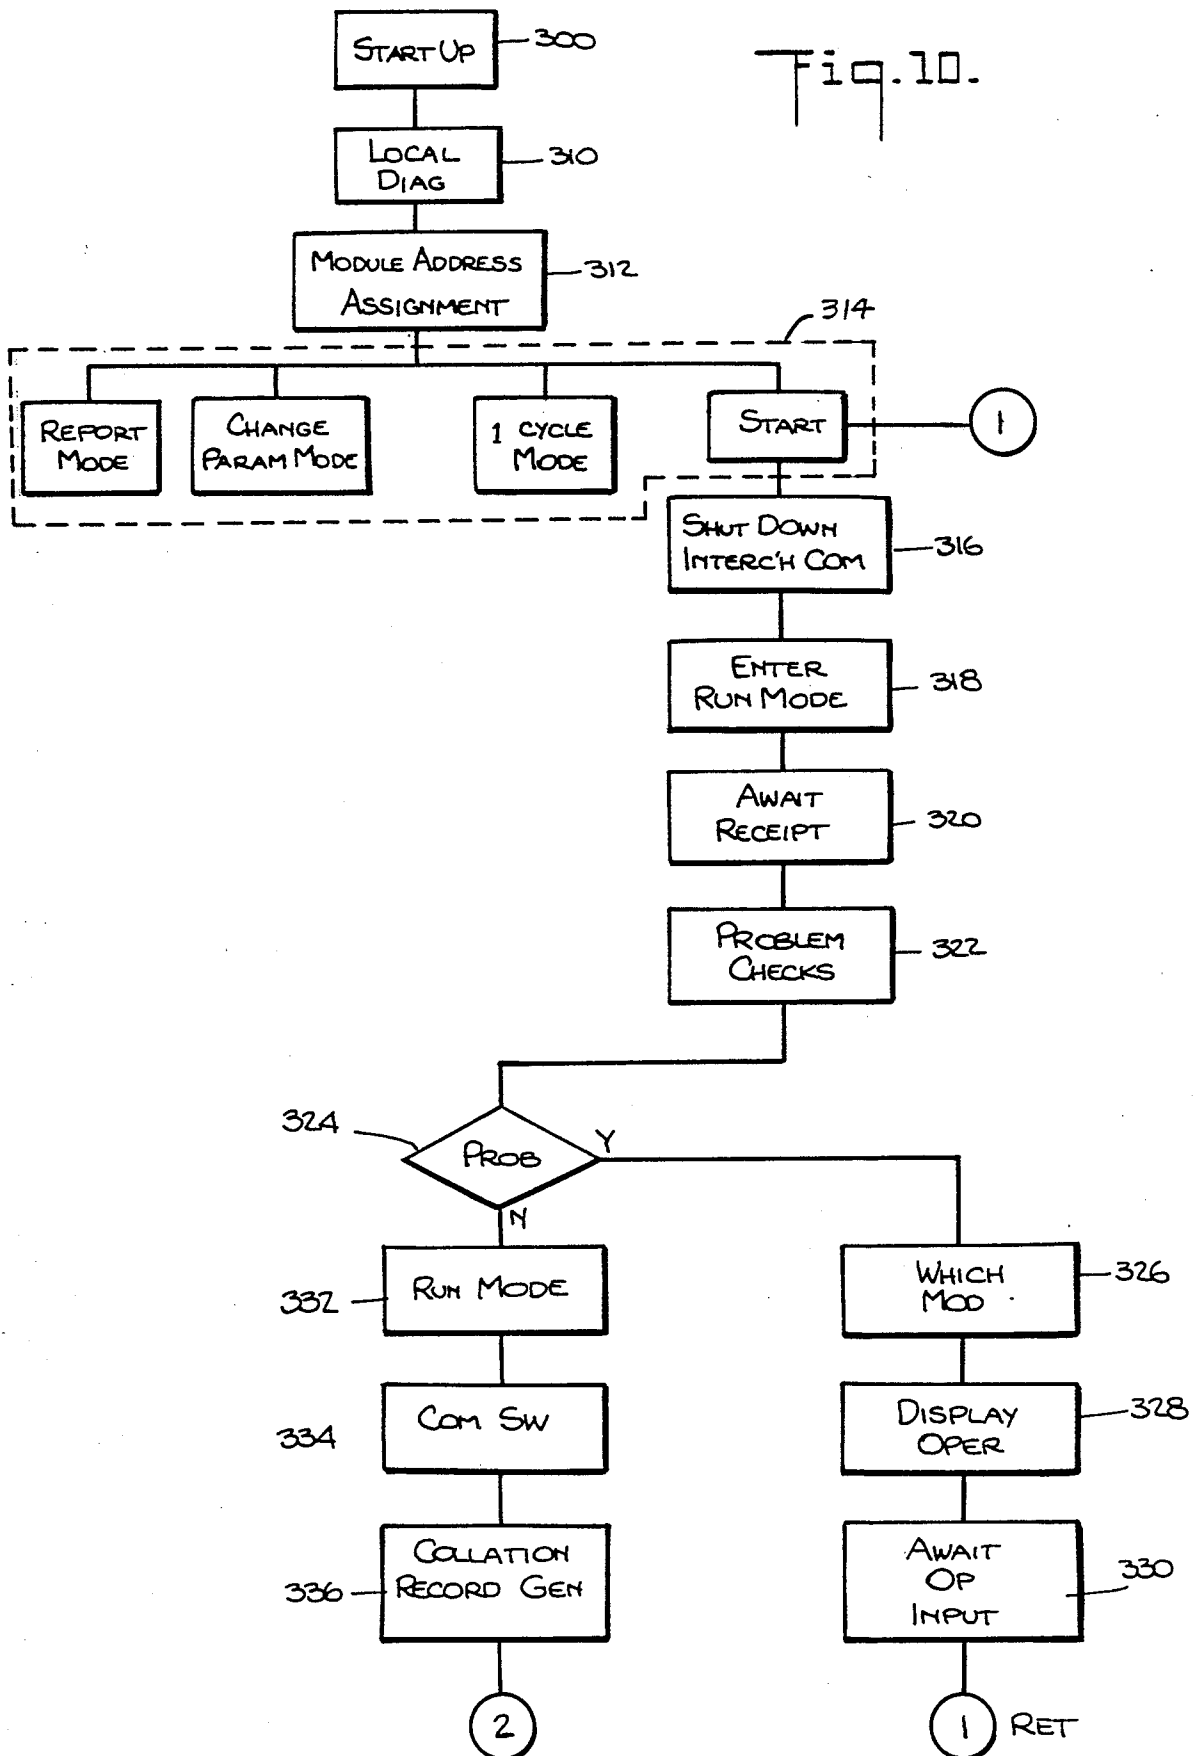 START UP
300
Fig. 10.
LOCAL
DIAG
310
MODULE ADDRESS
ASSIGNMENT
312
314
REPORT
MODE
CHANGE
PARAM MODE
1 CYCLE
MODE
START
1
SHUT DOWN
INTERC'H COM
316
ENTER
RUN MODE
318
AWAIT
RECEIPT
320
PROBLEM
CHECKS
322
324
PROB
Y
N
RUN MODE
332
WHICH
MOD
326
COM SW
334
DISPLAY
OPER
328
COLLATION
RECORD GEN
336
AWAIT
OP
INPUT
330
2
1
RET